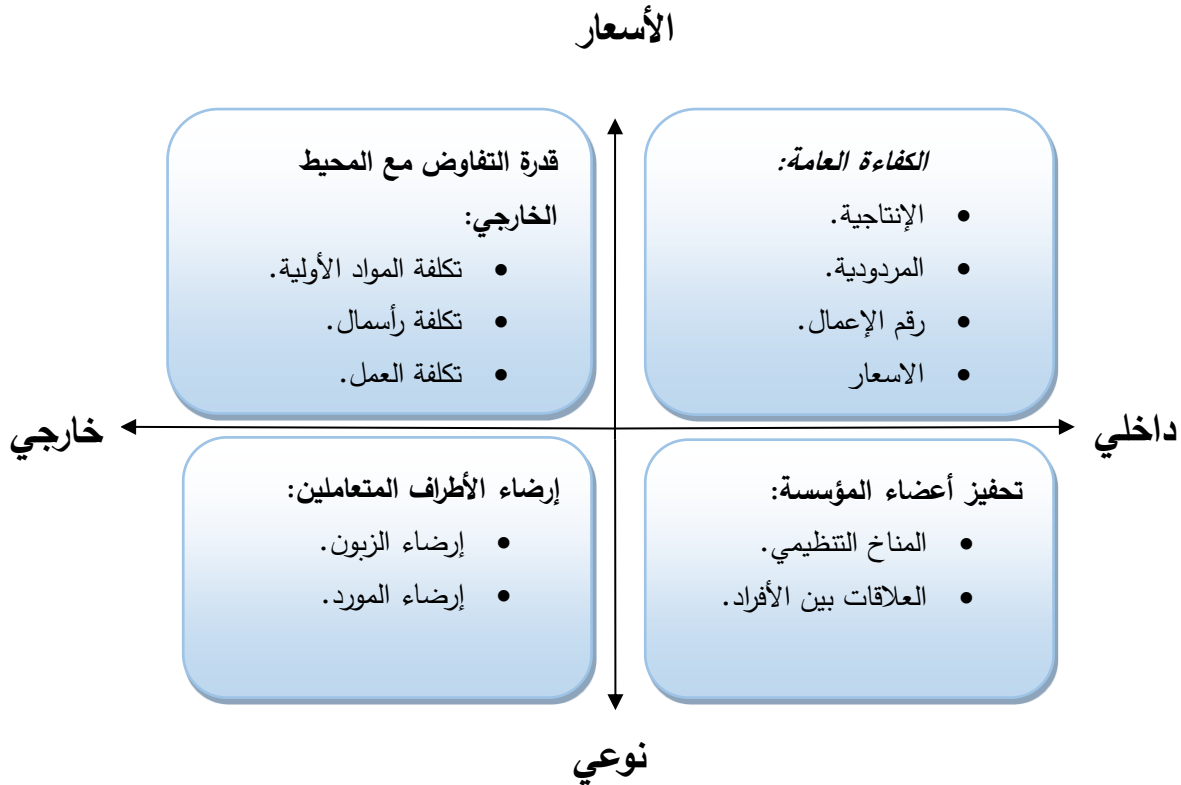 الأسعار
الكفاءة العامة:
• الإنتاجية.
• المردودية.
• رقم الإعمال.
• الاسعار
قدرة التفاوض مع المحيط
الخارجي:
• تكلفة المواد الأولية.
• تكلفة رأسمال.
• تكلفة العمل.
داخلي
خارجي
تحفيز أعضاء المؤسسة:
• المناخ التنظيمي.
• العلاقات بين الأفراد.
إرضاء الأطراف المتعاملين:
• إرضاء الزبون.
• إرضاء المورد.
نوعي